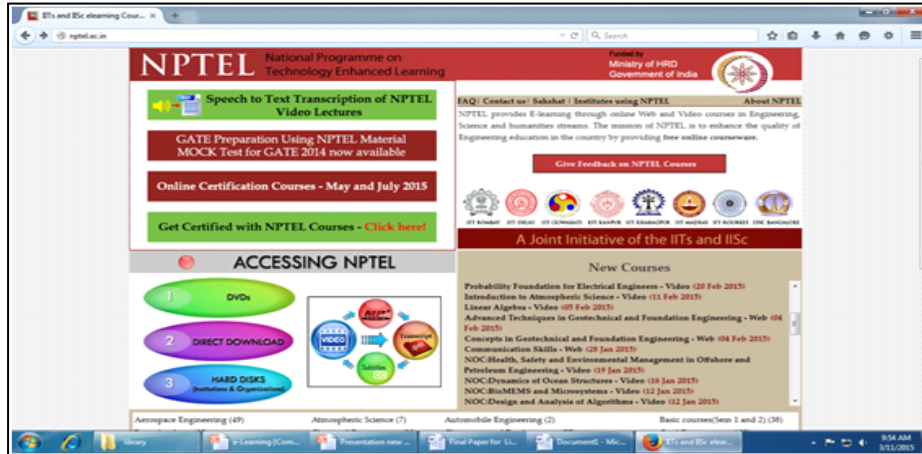 IITs and IISc elearning Cour...
nptel.ac.in
Search
NPTEL
National Programme on
Technology Enhanced Learning
Funded by
Ministry of HRD
Government of India
Speech to Text Transcription of NPTEL
Video Lectures
GATE Preparation Using NPTEL Material
MOCK Test for GATE 2014 now available
Online Certification Courses - May and July 2015
Get Certified with NPTEL Courses - Click here!
FAQ| Contact us| Sakshat | Institutes using NPTEL About NPTEL
NPTEL provides E-learning through online Web and Video courses in Engineering,
Science and humanities streams. The mission of NPTEL is to enhance the quality of
Engineering education in the country by providing free online courseware.
Give Feedback on NPTEL Courses
IIT BOMBAY IIT DELHI IIT GUWAHATI IIT KANPUR IIT KHARAGPUR IIT MADRAS IIT ROORKEE IISC BANGALORE
A Joint Initiative of the IITs and IISc
ACCESSING NPTEL
1 DVDs
2 DIRECT DOWNLOAD
3 HARD DISKS
(Institutions & Organizations)
MP3
VIDEO
Transcript
Subtitles
New Courses
Probability Foundation for Electrical Engineers - Video (20 Feb 2015)
Introduction to Atmospheric Science - Video (11 Feb 2015)
Linear Algebra - Video (05 Feb 2015)
Advanced Techniques in Geotechnical and Foundation Engineering - Web (04
Feb 2015)
Concepts in Geotechnical and Foundation Engineering - Web (04 Feb 2015)
Communication Skills - Web (28 Jan 2015)
NOC:Health, Safety and Environmental Management in Offshore and
Petroleum Engineering - Video (19 Jan 2015)
NOC:Dynamics of Ocean Structures - Video (18 Jan 2015)
NOC:BioMEMS and Microsystems - Video (12 Jan 2015)
NOC:Design and Analysis of Algorithms - Video (12 Jan 2015)
Aerospace Engineering (49) Atmospheric Science (7) Automobile Engineering (2) Basic courses(Sem 1 and 2) (38)
library
e-Learning [Com...
Presentation new ...
Final Paper for Li...
Document1 - Mic...
IITs and IISc elear...
9:54 AM
3/11/2015